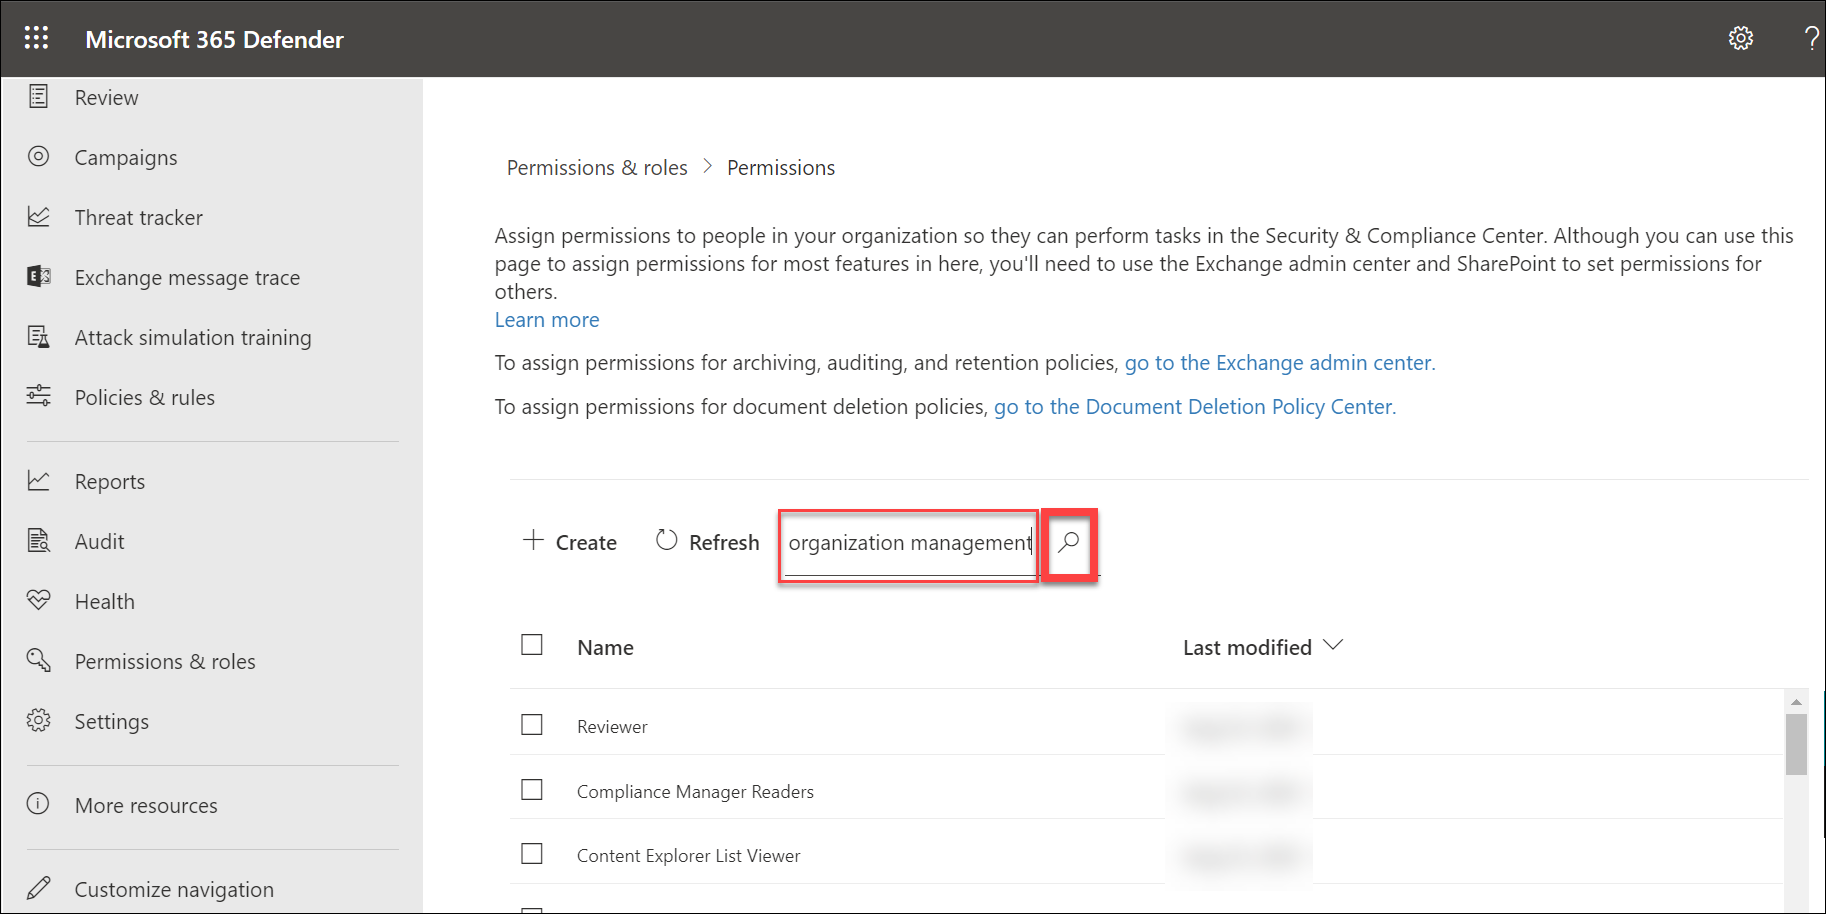 Microsoft 365 Defender
?
Review
Campaigns
Threat tracker
Exchange message trace
Attack simulation training
Policies & rules
Reports
Audit
Health
Permissions & roles
Settings
More resources
Customize navigation
Permissions & roles > Permissions
Assign permissions to people in your organization so they can perform tasks in the Security & Compliance Center. Although you can use this
page to assign permissions for most features in here, you'll need to use the Exchange admin center and SharePoint to set permissions for
others.
Learn more
To assign permissions for archiving, auditing, and retention policies, go to the Exchange admin center.
To assign permissions for document deletion policies, go to the Document Deletion Policy Center.
Create Refresh organization management
Name Last modified
Reviewer
Compliance Manager Readers
Content Explorer List Viewer